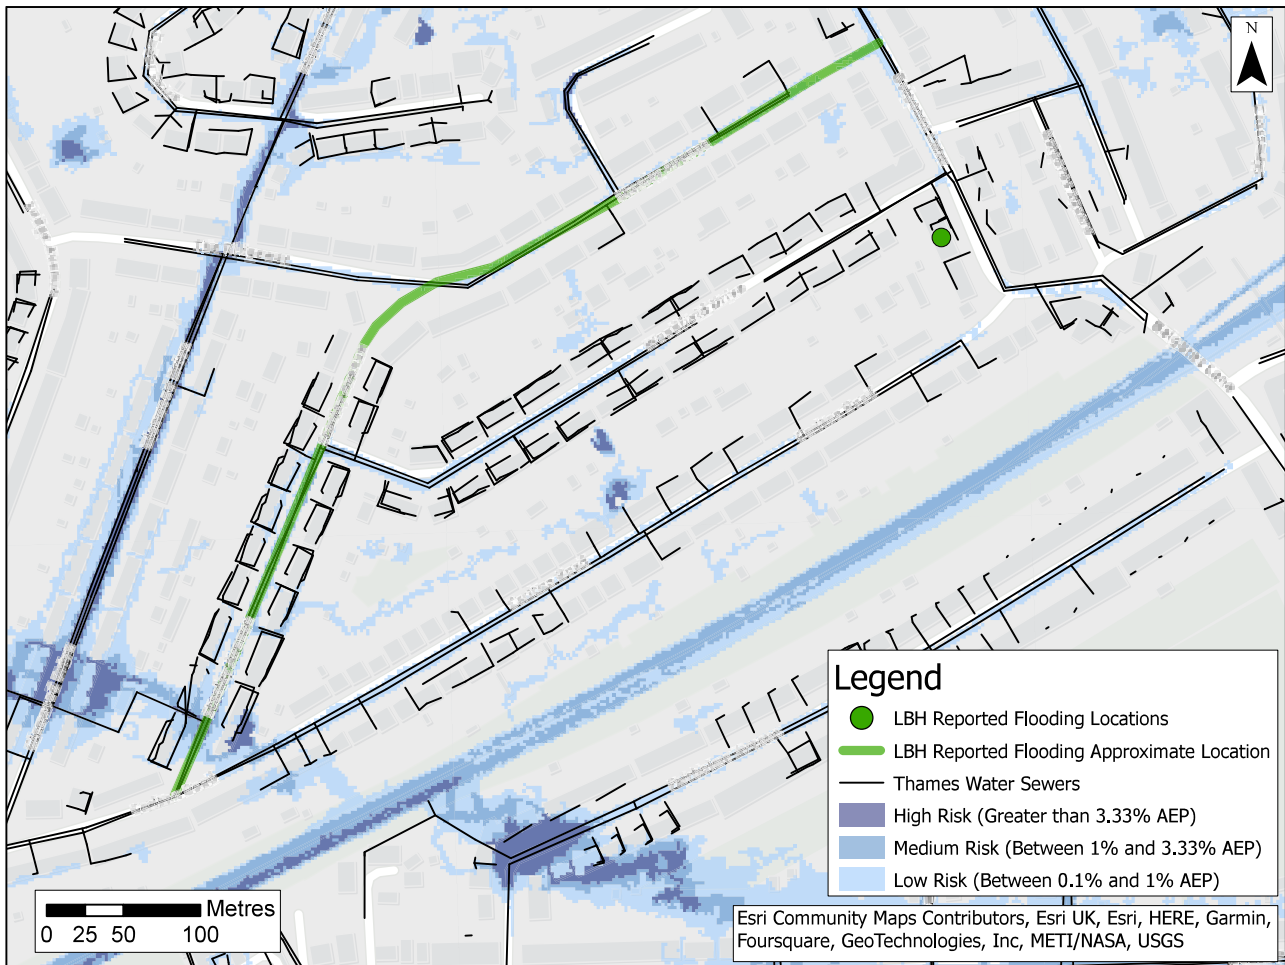 N
Legend
LBH Reported Flooding Locations
LBH Reported Flooding Approximate Location
Thames Water Sewers
High Risk (Greater than 3.33% AEP)
Medium Risk (Between 1% and 3.33% AEP)
Low Risk (Between 0.1% and 1% AEP)
Metres
0 25 50 100
Esri Community Maps Contributors, Esri UK, Esri, HERE, Garmin,
Foursquare, GeoTechnologies, Inc, METI/NASA, USGS